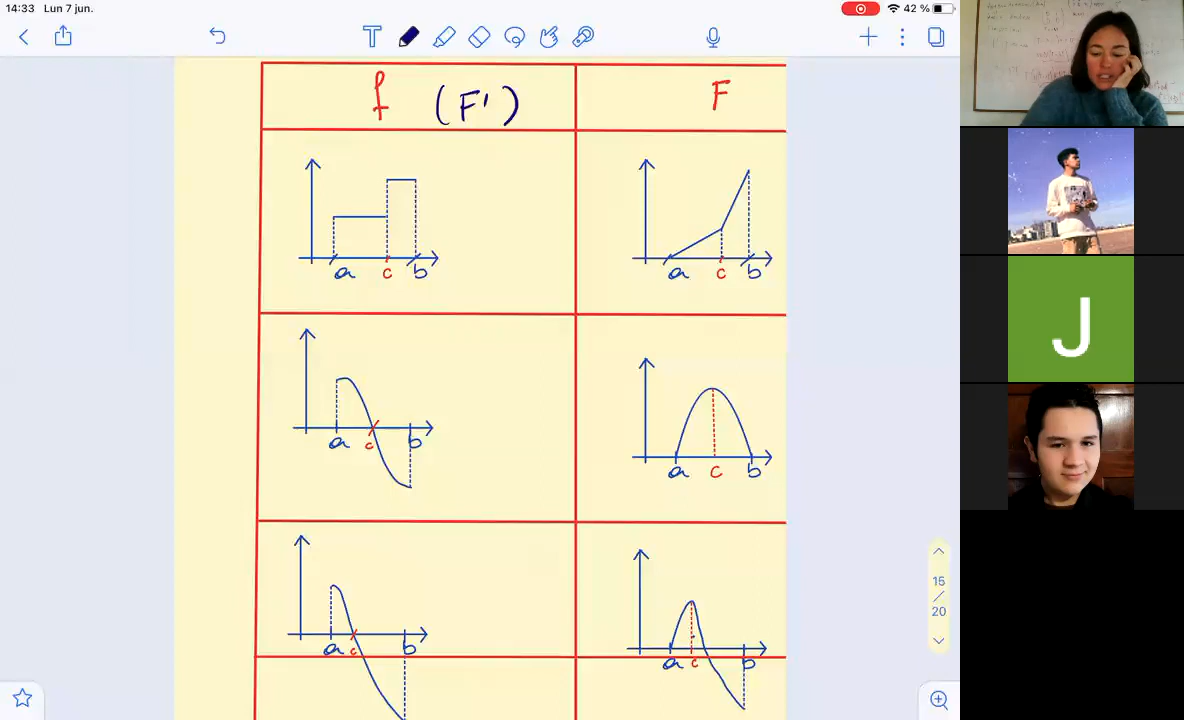 14:33 Lun 7 jun.
42 %
T
f (F') F
a c b
a c b
a c b
a c b
a c b
a c b
15
/
20
J